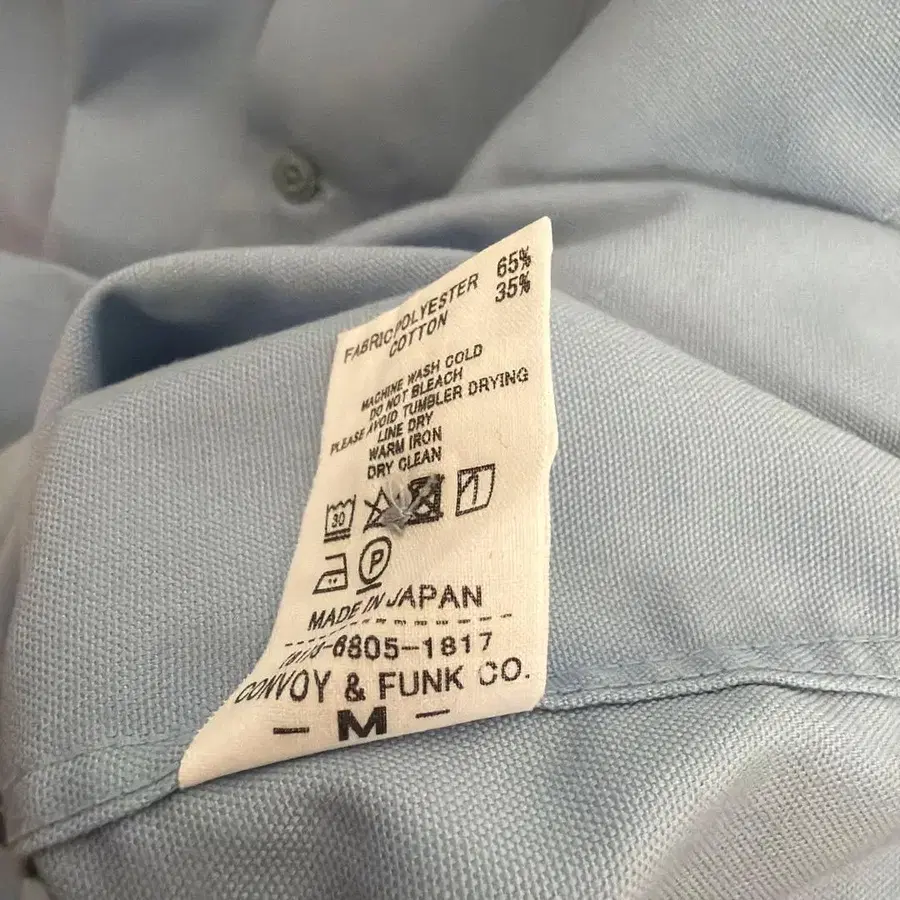 FABRIC POLYESTER 65%
COTTON 35%
MACHINE WASH COLD
DO NOT BLEACH
PLEASE AVOID TUMBLER DRYING
LINE DRY
WARM IRON
DRY CLEAN
30
P
MADE IN JAPAN
-6805-1817
CONVOY & FUNK CO.
- M -